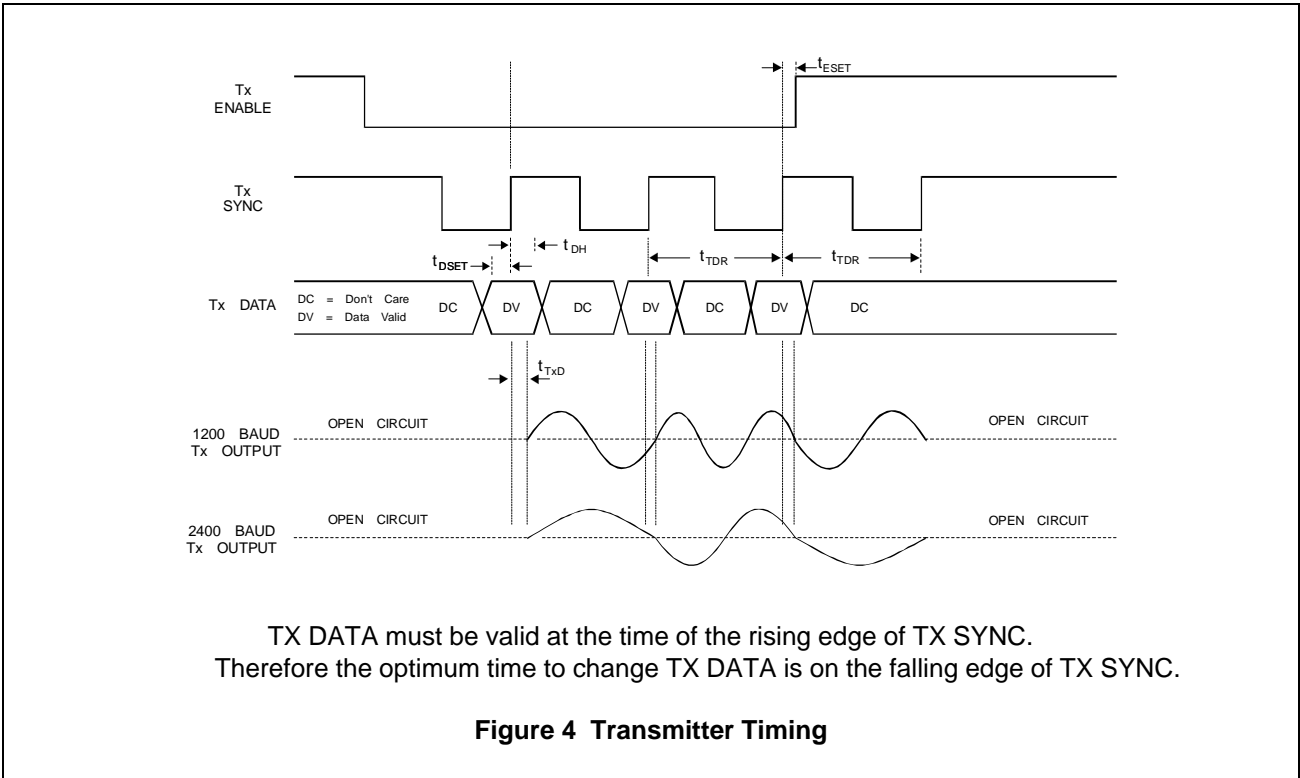 tESET
Tx
ENABLE
Tx
SYNC
tDH
tDSET
tTDR
tTDR
Tx DATA
DC = Don't Care
DV = Data Valid
DC
DV
DC
DV
DC
DV
DC
tTxD
OPEN CIRCUIT
OPEN CIRCUIT
1200 BAUD
Tx OUTPUT
OPEN CIRCUIT
OPEN CIRCUIT
2400 BAUD
Tx OUTPUT
TX DATA must be valid at the time of the rising edge of TX SYNC.
Therefore the optimum time to change TX DATA is on the falling edge of TX SYNC.
Figure 4 Transmitter Timing